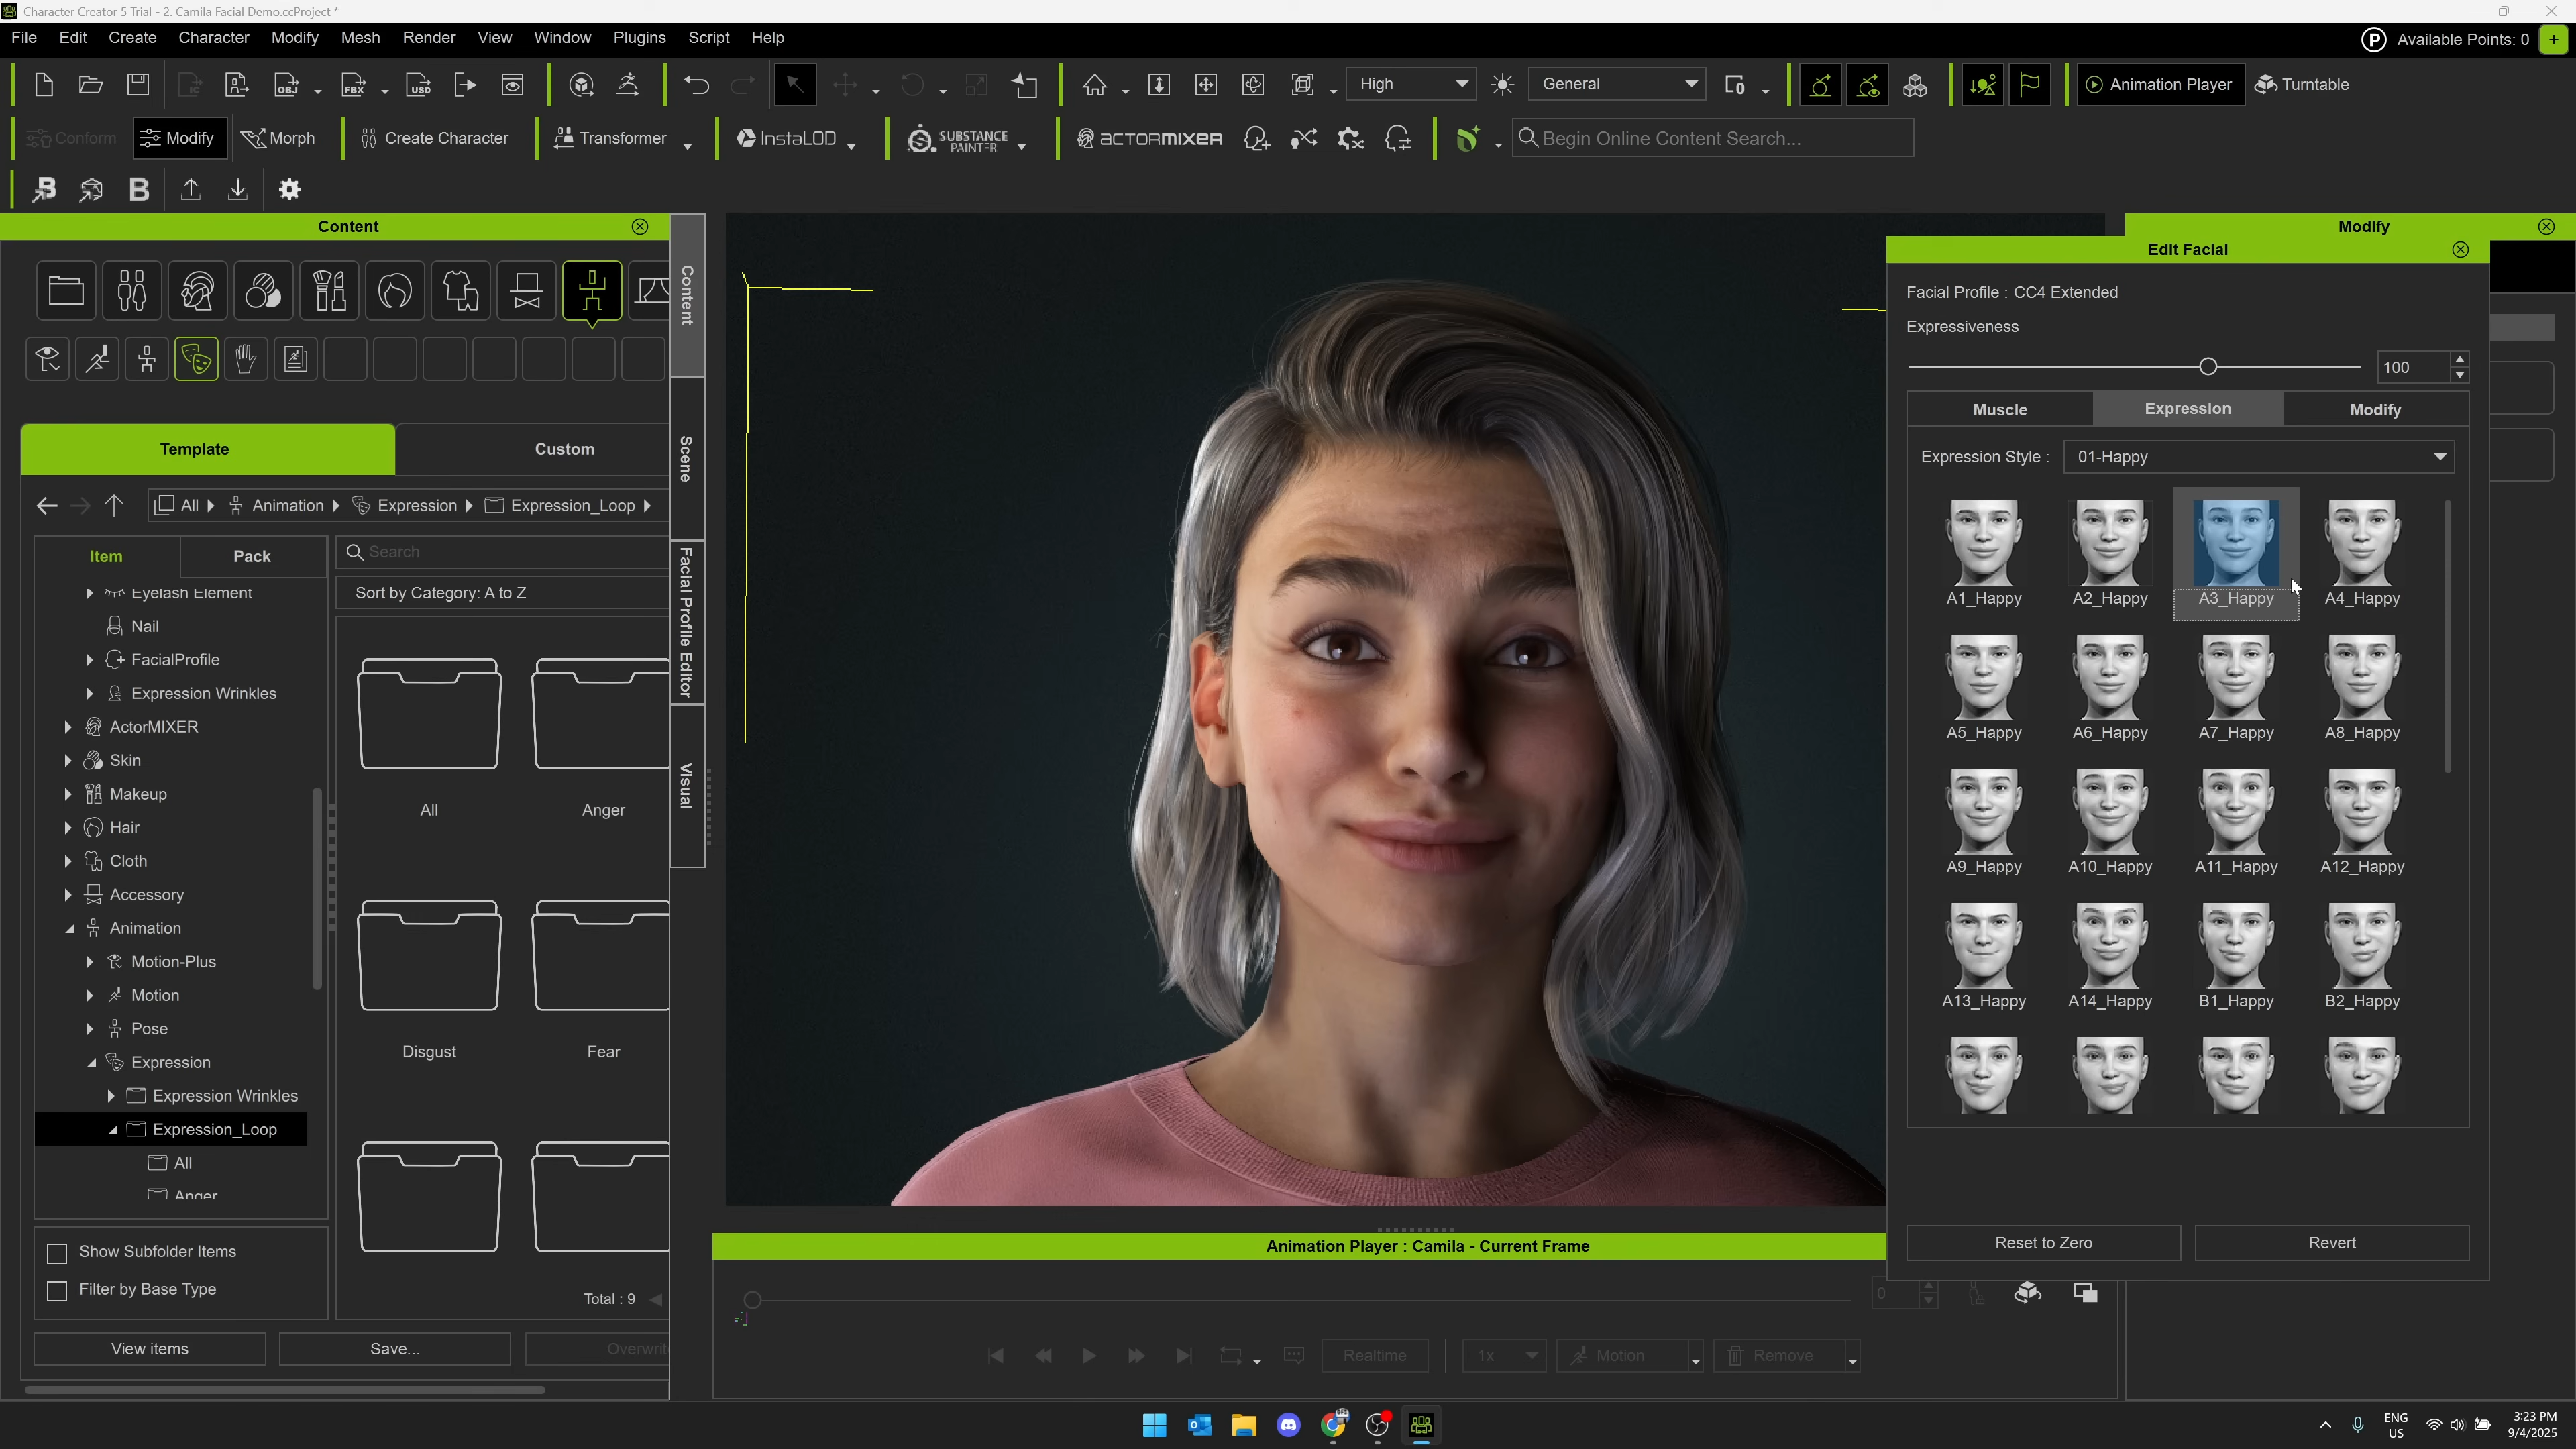 Character Creator 5 Trial - 2. Camila Facial Demo.ccProject *
File Edit Create Character Modify Mesh Render View Window Plugins Script Help
Available Points: 0
High
General
Animation Player
Turntable
Conform
Modify
Morph
Create Character
Transformer
InstaLOD
SUBSTANCE PAINTER
ACTORMIXER
Begin Online Content Search...
Content
Template
Custom
All
Animation
Expression
Expression_Loop
Item
Pack
Search
Sort by Category: A to Z
Eyelash Element
Nail
FacialProfile
Expression Wrinkles
ActorMIXER
Skin
Makeup
Hair
Cloth
Accessory
Animation
Motion-Plus
Motion
Pose
Expression
Expression Wrinkles
Expression_Loop
All
Anger
All
Anger
Disgust
Fear
Show Subfolder Items
Filter by Base Type
Total : 9
View items
Save...
Overwrit
Content
Scene
Facial Profile Editor
Visual
Modify
Edit Facial
Facial Profile : CC4 Extended
Expressiveness
100
Muscle
Expression
Modify
Expression Style :
01-Happy
A1_Happy
A2_Happy
A3_Happy
A4_Happy
A5_Happy
A6_Happy
A7_Happy
A8_Happy
A9_Happy
A10_Happy
A11_Happy
A12_Happy
A13_Happy
A14_Happy
B1_Happy
B2_Happy
Reset to Zero
Revert
Animation Player : Camila - Current Frame
0
Realtime
1x
Motion
Remove
ENG
US
3:23 PM
9/4/2025